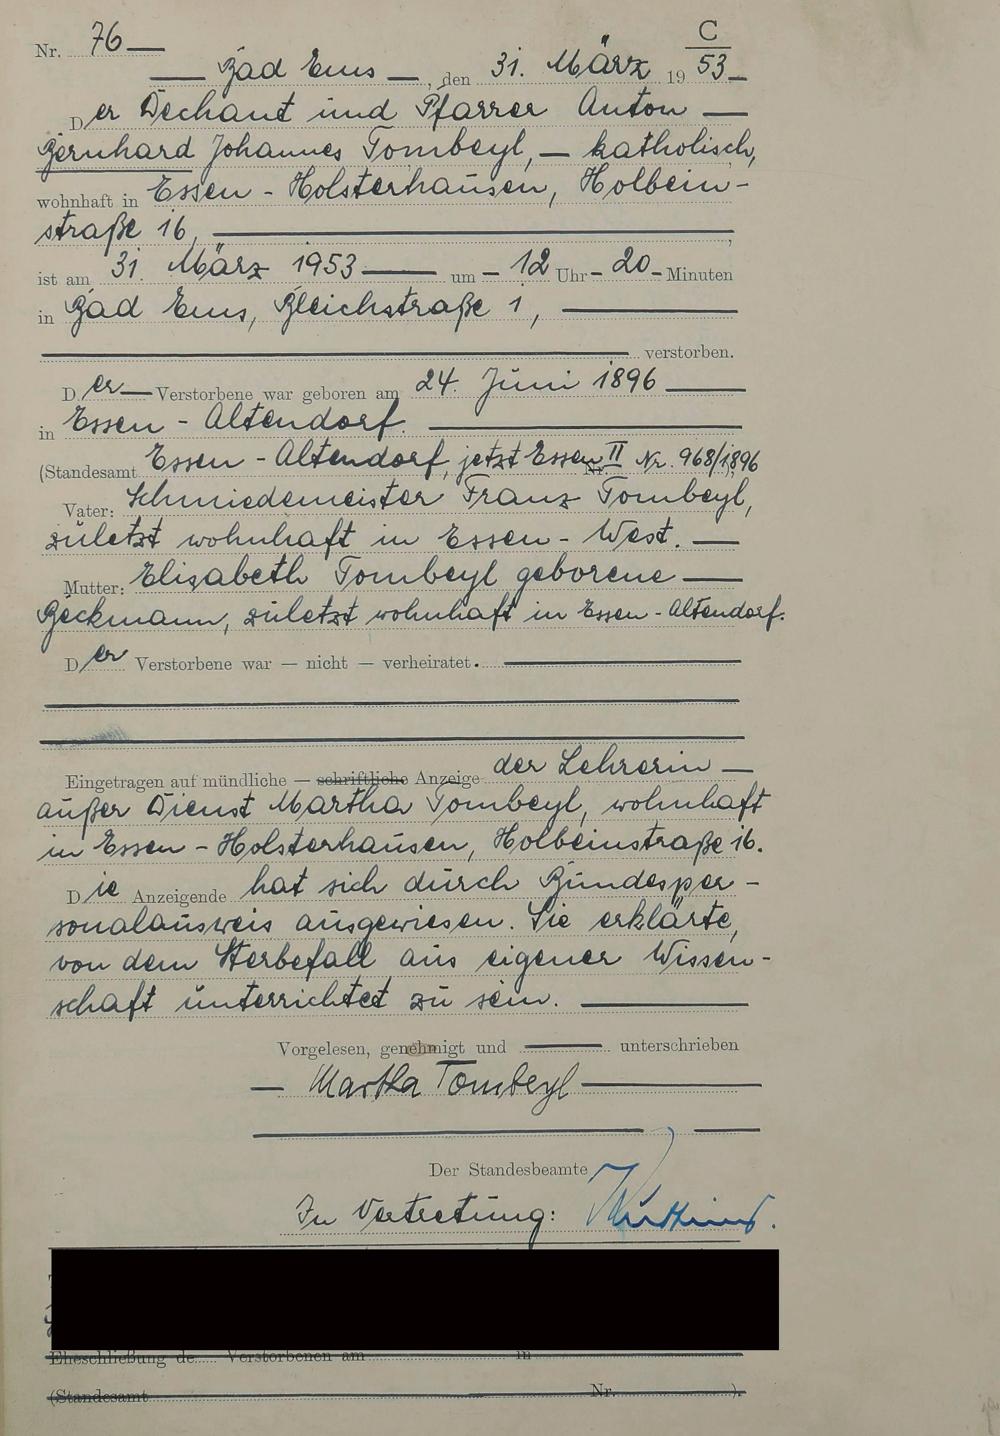 C
Nr. 76
Bad Ems, den 31. März 1953
Der Dechant und Pfarrer Anton
Bernhard Johannes Tombeyl, — katholisch,
wohnhaft in Essen - Holsterhausen, Holbein-
straße 16,
ist am 31. März 1953 um 12 Uhr 20 Minuten
in Bad Ems, Bleichstraße 1,
verstorben.
Der Verstorbene war geboren am 24. Juni 1896
in Essen - Altendorf.
(Standesamt Essen - Altendorf, jetzt Essen II Nr. 968/1896
Vater: Schmiedemeister Franz Tombeyl,
zuletzt wohnhaft in Essen - West.
Mutter: Elisabeth Tombeyl geborene
Beckmann, zuletzt wohnhaft in Essen - Altendorf.
Der Verstorbene war — nicht — verheiratet.
Eingetragen auf mündliche — schriftliche Anzeige der Lehrerin
außer Dienst Martha Tombeyl, wohnhaft
in Essen - Holsterhausen, Holbeinstraße 16.
Die Anzeigende hat sich durch Bundesper-
sonalausweis ausgewiesen. Sie erklärte,
von dem Sterbefall aus eigener Wissen-
schaft unterrichtet zu sein.
Vorgelesen, genehmigt und unterschrieben
Martha Tombeyl
Der Standesbeamte
In Vertretung:
Eheschließung de Verstorbenen am in
(Standesamt Nr. ).